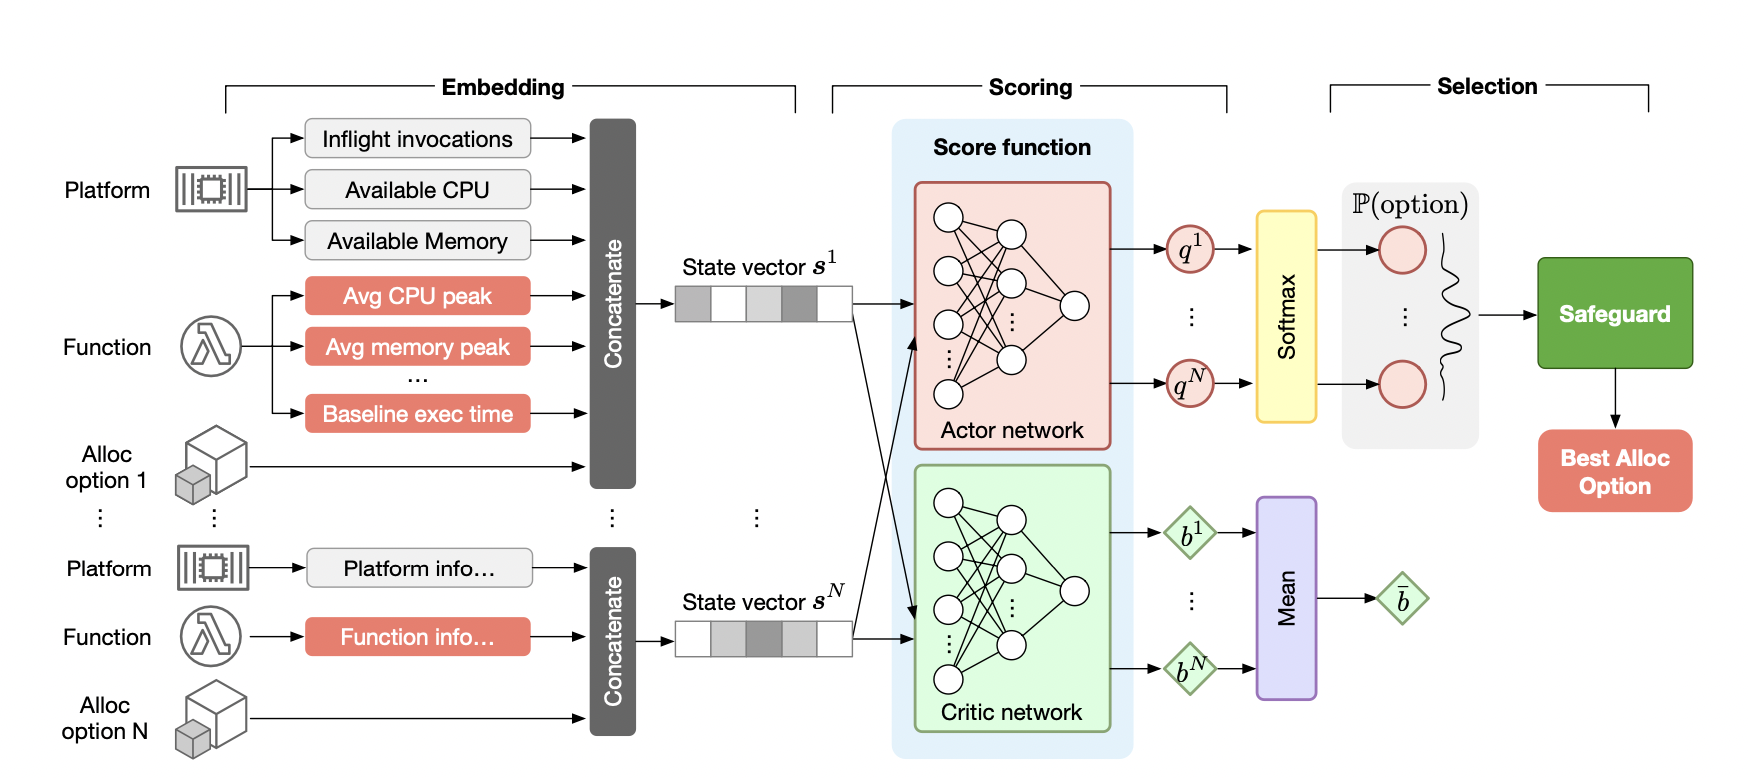 Embedding
Scoring
Selection
Platform
Inflight invocations
Available CPU
Available Memory
Function
Avg CPU peak
Avg memory peak
...
Baseline exec time
Alloc
option 1
Concatenate
State vector s^1
Score function
Actor network
q^1
⋮
q^N
Softmax
ℙ(option)
⋮
Safeguard
Best Alloc
Option
⋮
⋮
⋮
⋮
Platform
Platform info...
Function
Function info...
Alloc
option N
Concatenate
State vector s^N
Critic network
b^1
⋮
b^N
Mean
b̄